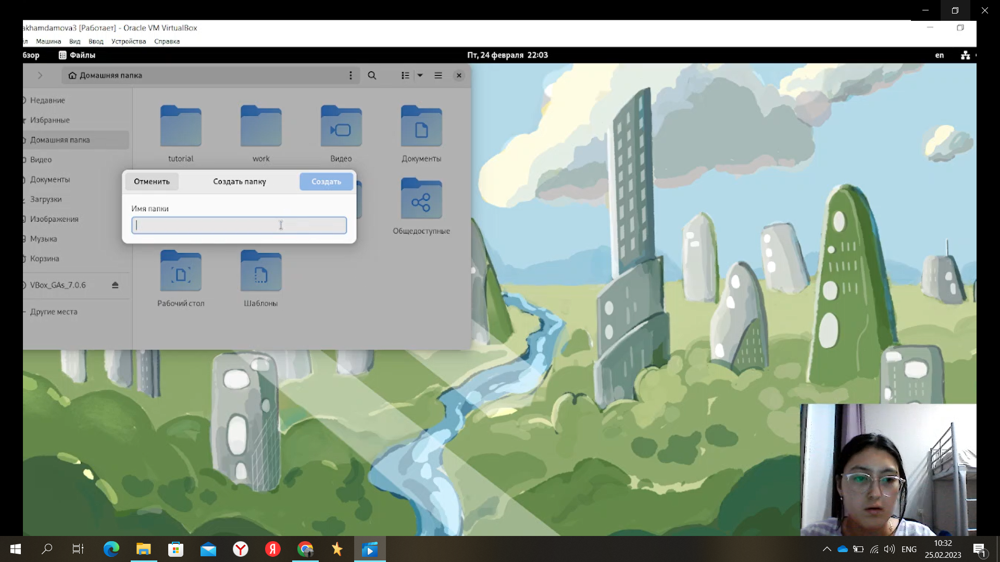 akhamdamova3 [Работает] - Oracle VM VirtualBox
йл Машина Вид Ввод Устройства Справка
бзор Файлы Пт, 24 февраля 22:03 en
Домашняя папка
Недавние
Избранные
Домашняя папка
Видео
Документы
Загрузки
Изображения
Музыка
Корзина
VBox_GAs_7.0.6
Другие места
tutorial work Видео Документы
Отменить Создать папку Создать
Имя папки
Общедоступные
Рабочий стол Шаблоны
ENG
10:32
25.02.2023
1